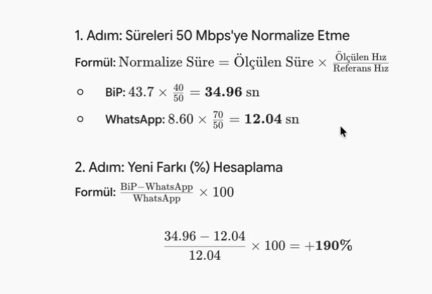 1. Adım: Süreleri 50 Mbps'ye Normalize Etme
Formül: Normalize Süre = Ölçülen Süre × Ölçülen Hız / Referans Hız
BiP: 43.7 × 40/50 = 34.96 sn
WhatsApp: 8.60 × 70/50 = 12.04 sn
2. Adım: Yeni Farkı (%) Hesaplama
Formül: BiP−WhatsApp / WhatsApp × 100
34.96 − 12.04 / 12.04 × 100 = +190%